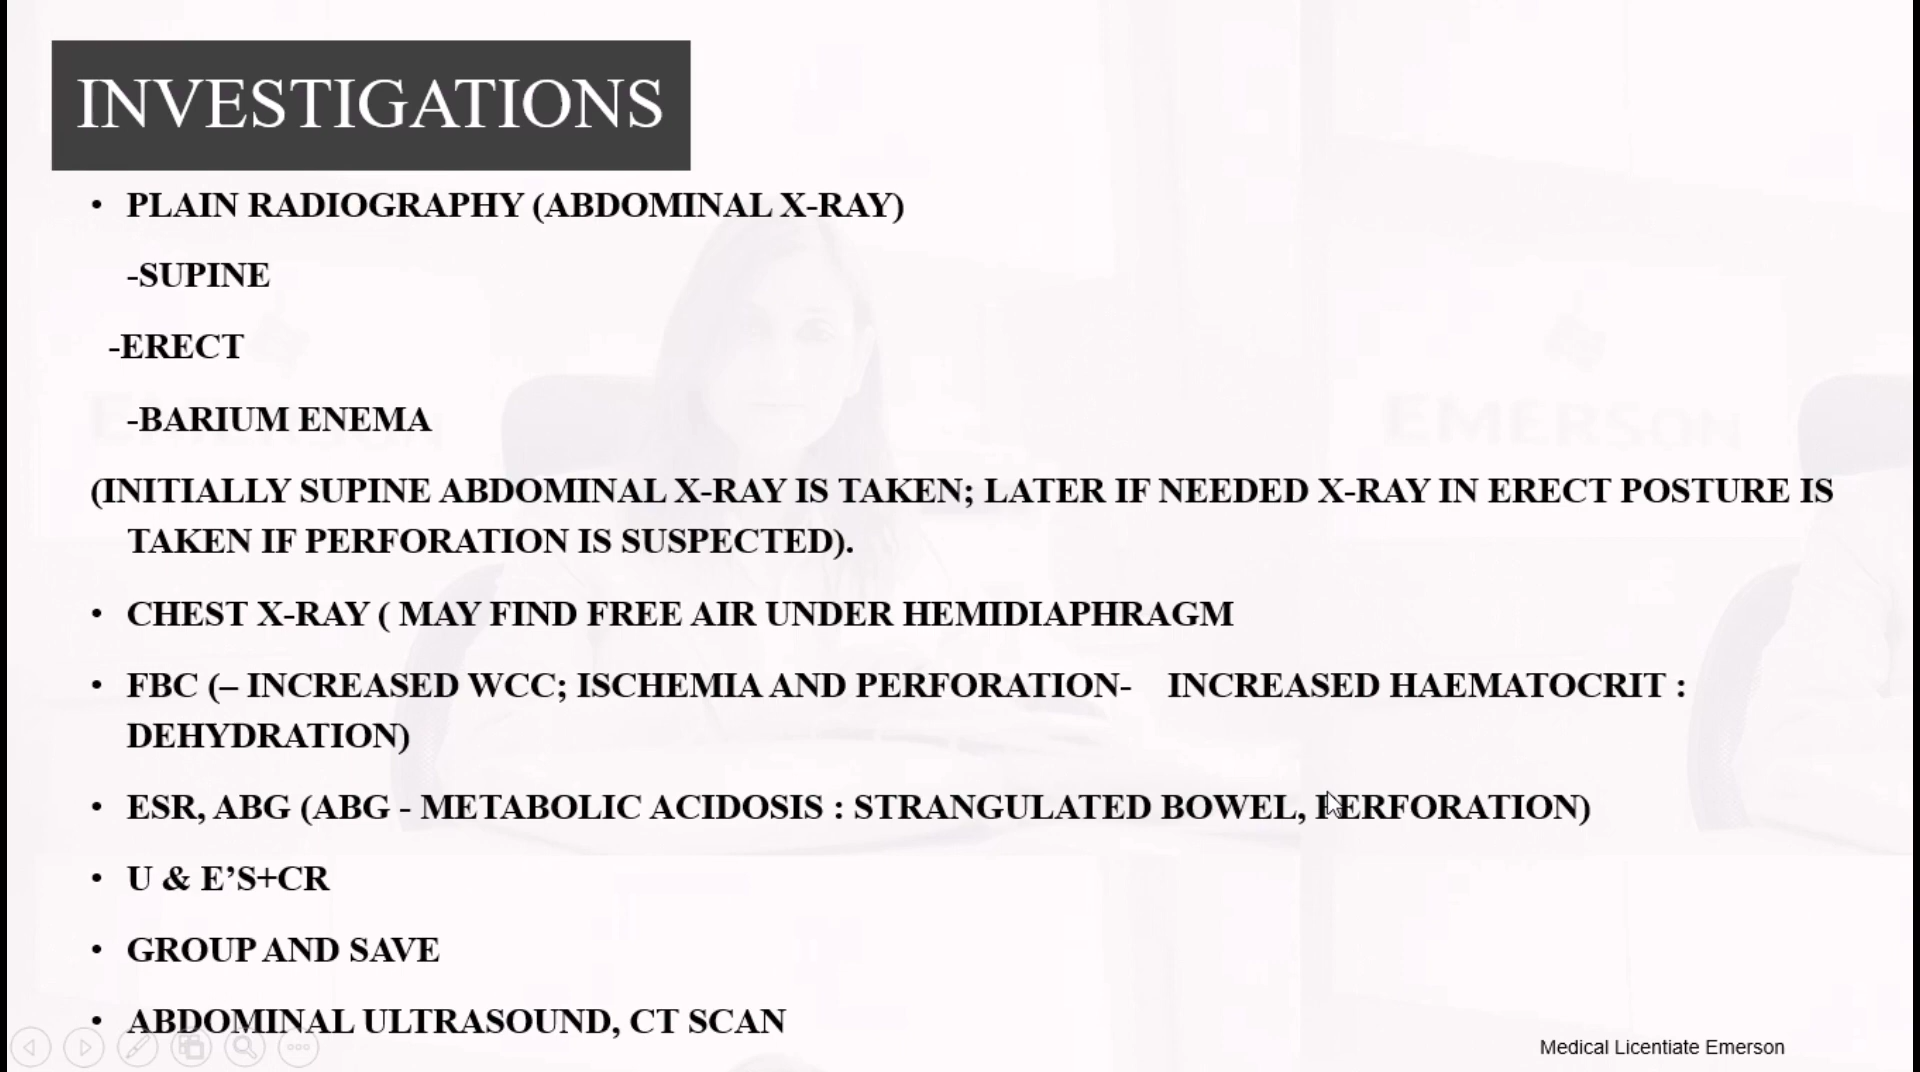 INVESTIGATIONS
• PLAIN RADIOGRAPHY (ABDOMINAL X-RAY)
-SUPINE
-ERECT
-BARIUM ENEMA
(INITIALLY SUPINE ABDOMINAL X-RAY IS TAKEN; LATER IF NEEDED X-RAY IN ERECT POSTURE IS
TAKEN IF PERFORATION IS SUSPECTED).
• CHEST X-RAY ( MAY FIND FREE AIR UNDER HEMIDIAPHRAGM
• FBC (– INCREASED WCC; ISCHEMIA AND PERFORATION- INCREASED HAEMATOCRIT :
DEHYDRATION)
• ESR, ABG (ABG - METABOLIC ACIDOSIS : STRANGULATED BOWEL, PERFORATION)
• U & E’S+CR
• GROUP AND SAVE
• ABDOMINAL ULTRASOUND, CT SCAN
Medical Licentiate Emerson
EMERSON
EMERSON